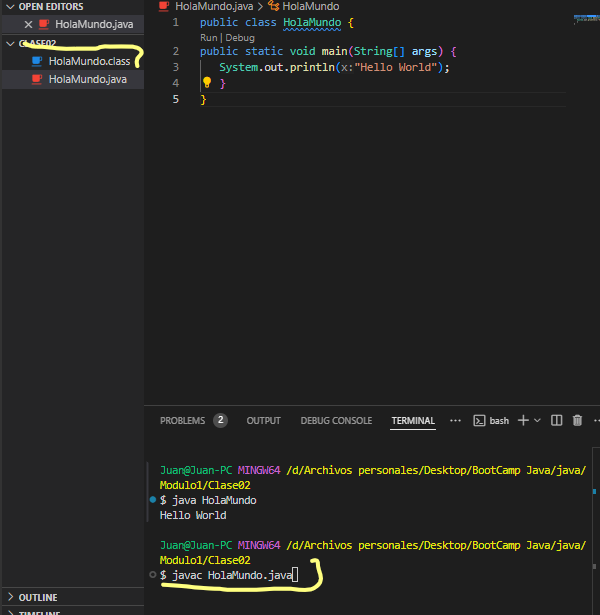 OPEN EDITORS
HolaMundo.java
CLASE02
HolaMundo.class
HolaMundo.java
HolaMundo.java > HolaMundo
1 public class HolaMundo {
Run | Debug
2 public static void main(String[] args) {
3 System.out.println(x:"Hello World");
4 }
5 }
PROBLEMS 2 OUTPUT DEBUG CONSOLE TERMINAL ... bash
Juan@Juan-PC MINGW64 /d/Archivos personales/Desktop/BootCamp Java/java/
Modulo1/Clase02
$ java HolaMundo
Hello World
Juan@Juan-PC MINGW64 /d/Archivos personales/Desktop/BootCamp Java/java/
Modulo1/Clase02
$ javac HolaMundo.java
OUTLINE
TIMELINE